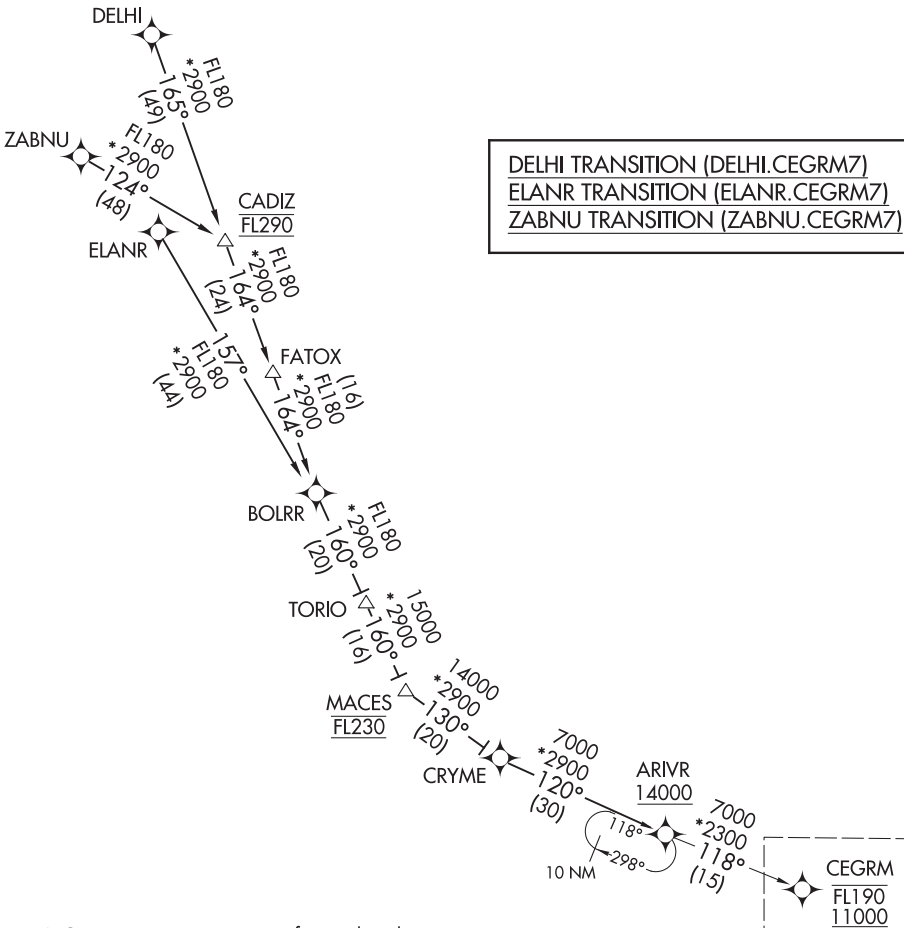 DELHI
FL180
*2900
165°
(49)
ZABNU
FL180
*2900
124°
(48)
DELHI TRANSITION (DELHI.CEGRM7)
ELANR TRANSITION (ELANR.CEGRM7)
ZABNU TRANSITION (ZABNU.CEGRM7)
CADIZ
FL290
ELANR
FL180
*2900
164°
(24)
157°
FL180
*2900
(44)
FATOX
(16)
FL180
*2900
164°
BOLRR
FL180
*2900
160°
(20)
TORIO
15000
*2900
160°
(16)
MACES
FL230
14000
*2900
130°
(20)
CRYME
7000
*2900
120°
(30)
ARIVR
14000
118°
298°
10 NM
7000
*2300
118°
(15)
CEGRM
FL190
11000